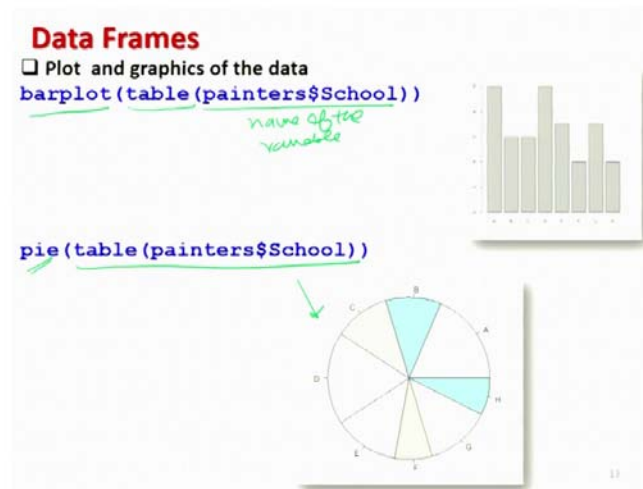 Data Frames
❑ Plot and graphics of the data
barplot(table(painters$School))
name of the
variable
pie(table(painters$School))
B
C
A
D
H
E
G
F
13